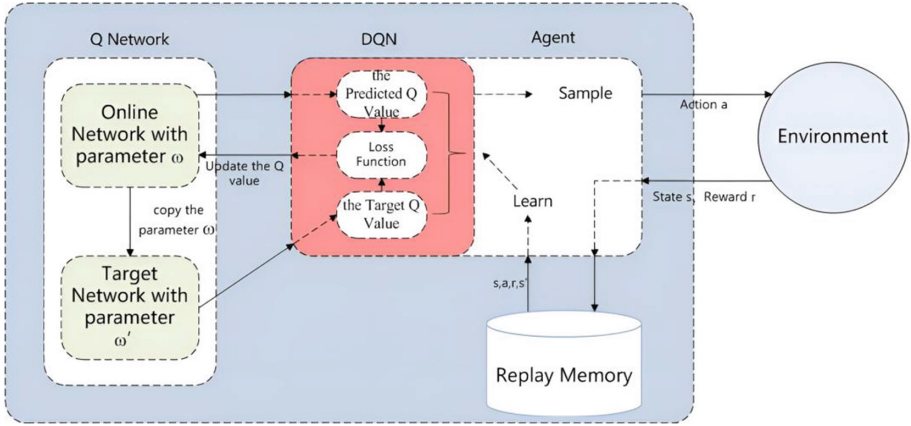 Q Network
DQN
Agent
Online
Network with
parameter ω
the
Predicted Q
Value
Loss
Function
the Target Q
Value
Update the Q
value
copy the
parameter ω
Target
Network with
parameter
ω'
Sample
Learn
s,a,r,s'
Replay Memory
Action a
State s, Reward r
Environment